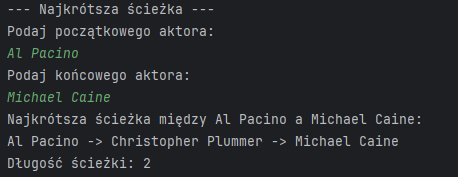 --- Najkrótsza ścieżka ---
Podaj początkowego aktora:
Al Pacino
Podaj końcowego aktora:
Michael Caine
Najkrótsza ścieżka między Al Pacino a Michael Caine:
Al Pacino -> Christopher Plummer -> Michael Caine
Długość ścieżki: 2